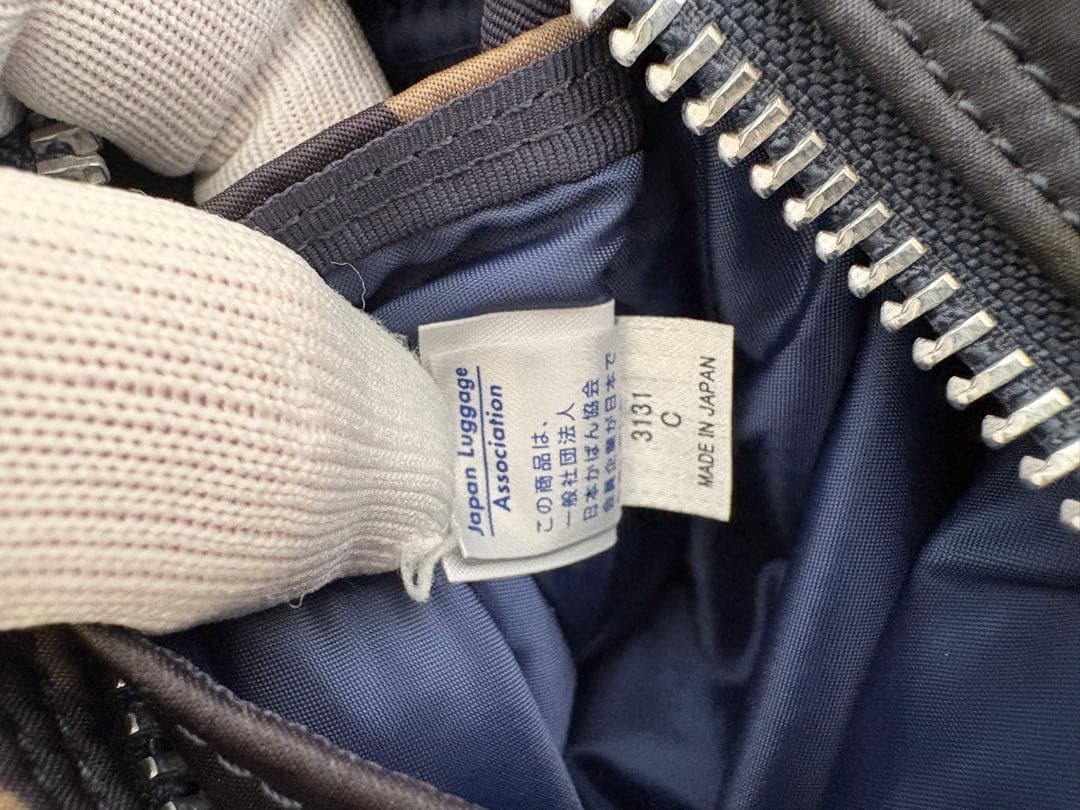 Japan Luggage
Association
この商品は、
一般社団法人
日本かばん協会
会員企業が日本で
3131
C
MADE IN JAPAN